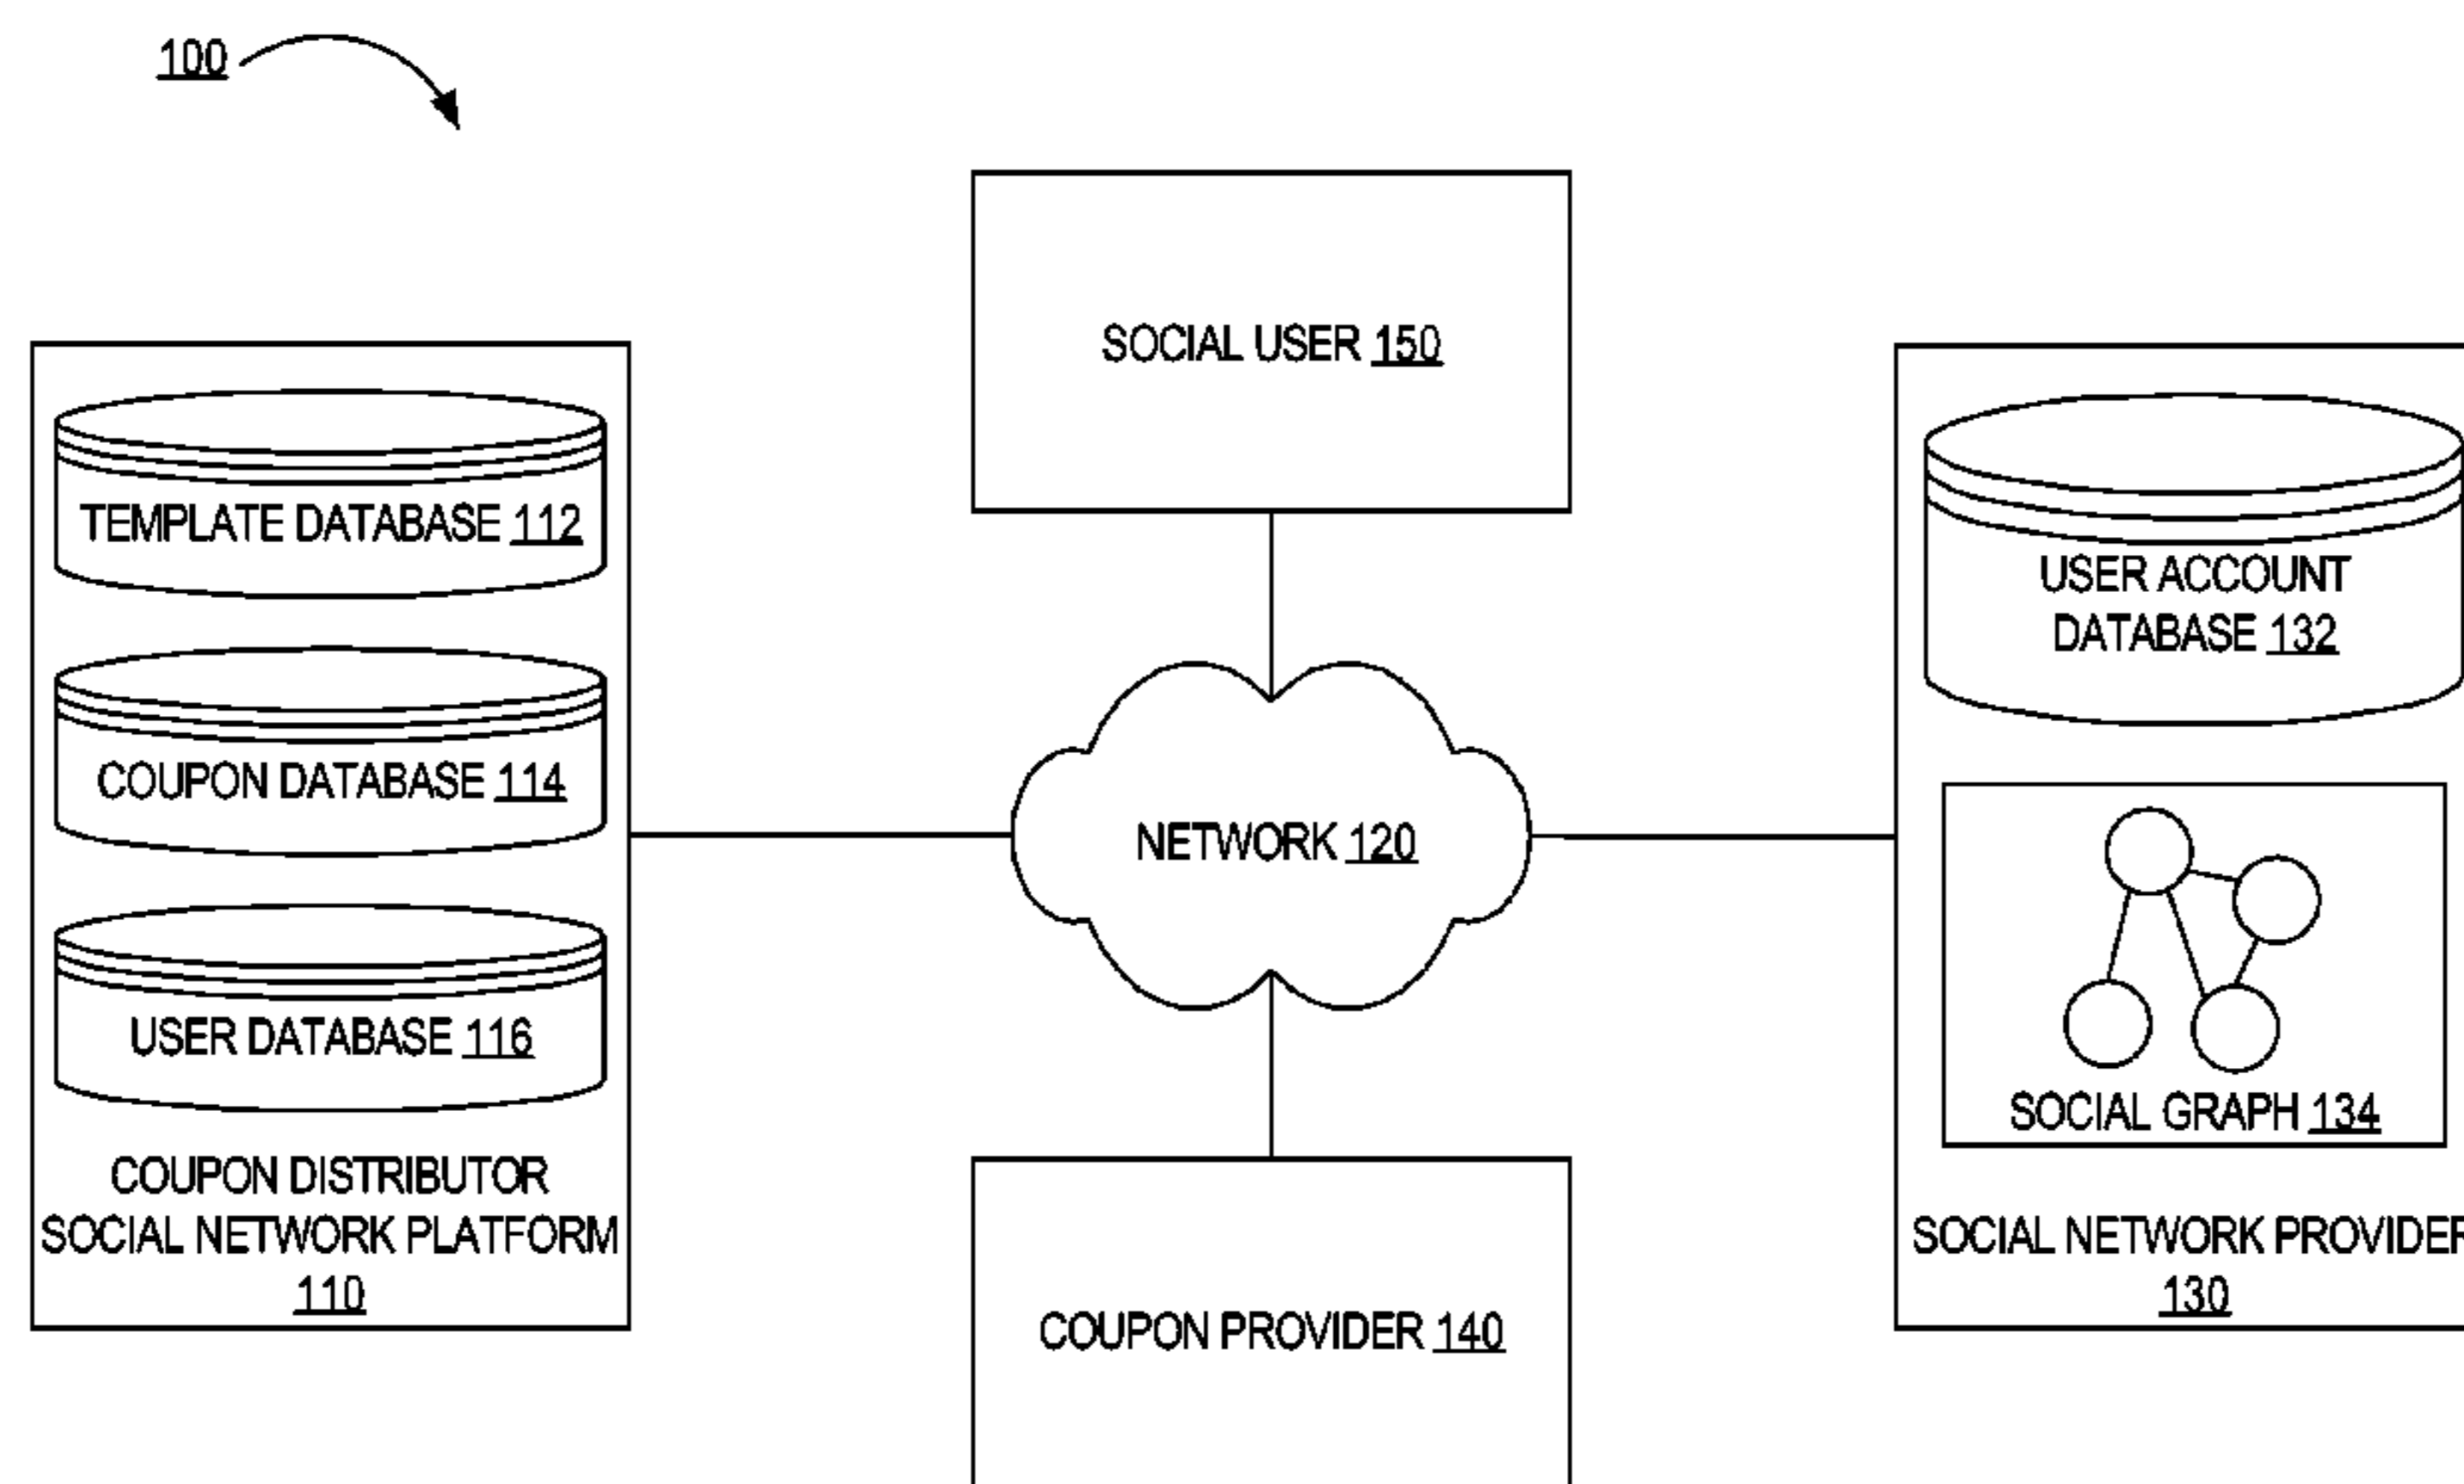 100
SOCIAL USER 150
TEMPLATE DATABASE 112
COUPON DATABASE 114
USER DATABASE 116
COUPON DISTRIBUTOR
SOCIAL NETWORK PLATFORM
110
NETWORK 120
USER ACCOUNT
DATABASE 132
SOCIAL GRAPH 134
SOCIAL NETWORK PROVIDER
130
COUPON PROVIDER 140